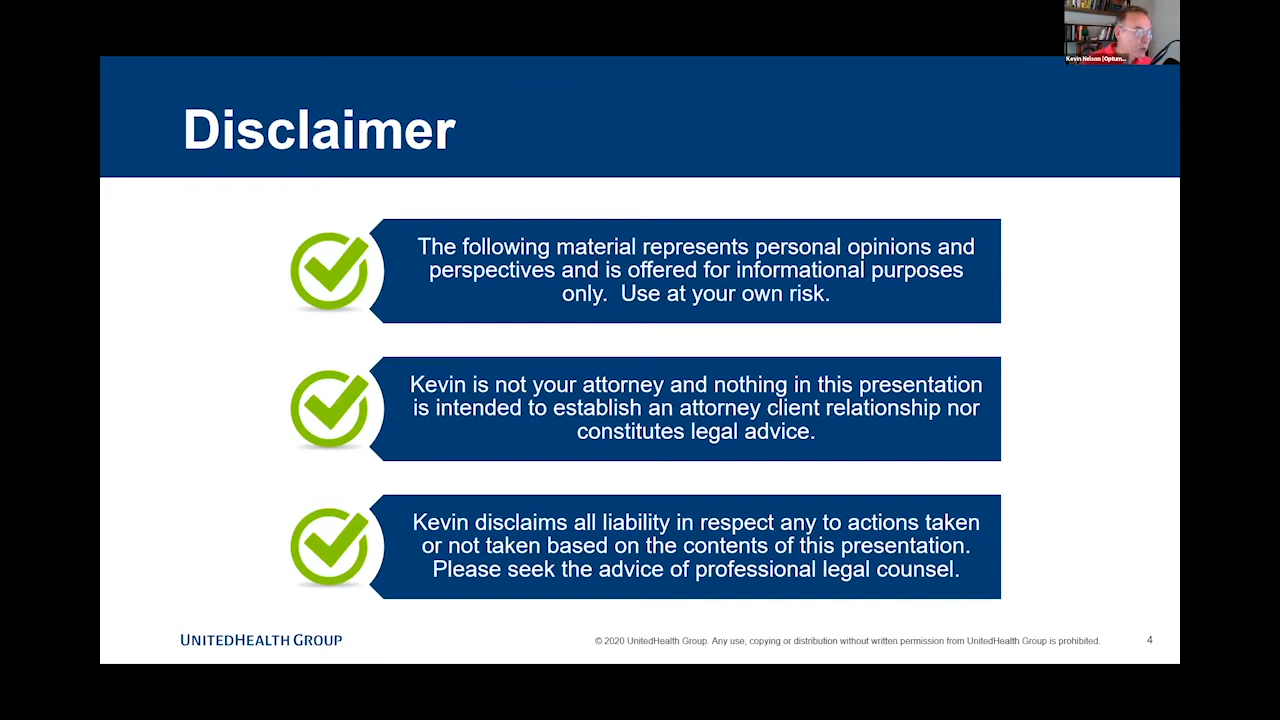 Kevin Nelson (Optum...
Disclaimer
The following material represents personal opinions and
perspectives and is offered for informational purposes
only.  Use at your own risk.
Kevin is not your attorney and nothing in this presentation
is intended to establish an attorney client relationship nor
constitutes legal advice.
Kevin disclaims all liability in respect any to actions taken
or not taken based on the contents of this presentation.
Please seek the advice of professional legal counsel.
UNITEDHEALTH GROUP
© 2020 UnitedHealth Group. Any use, copying or distribution without written permission from UnitedHealth Group is prohibited.
4